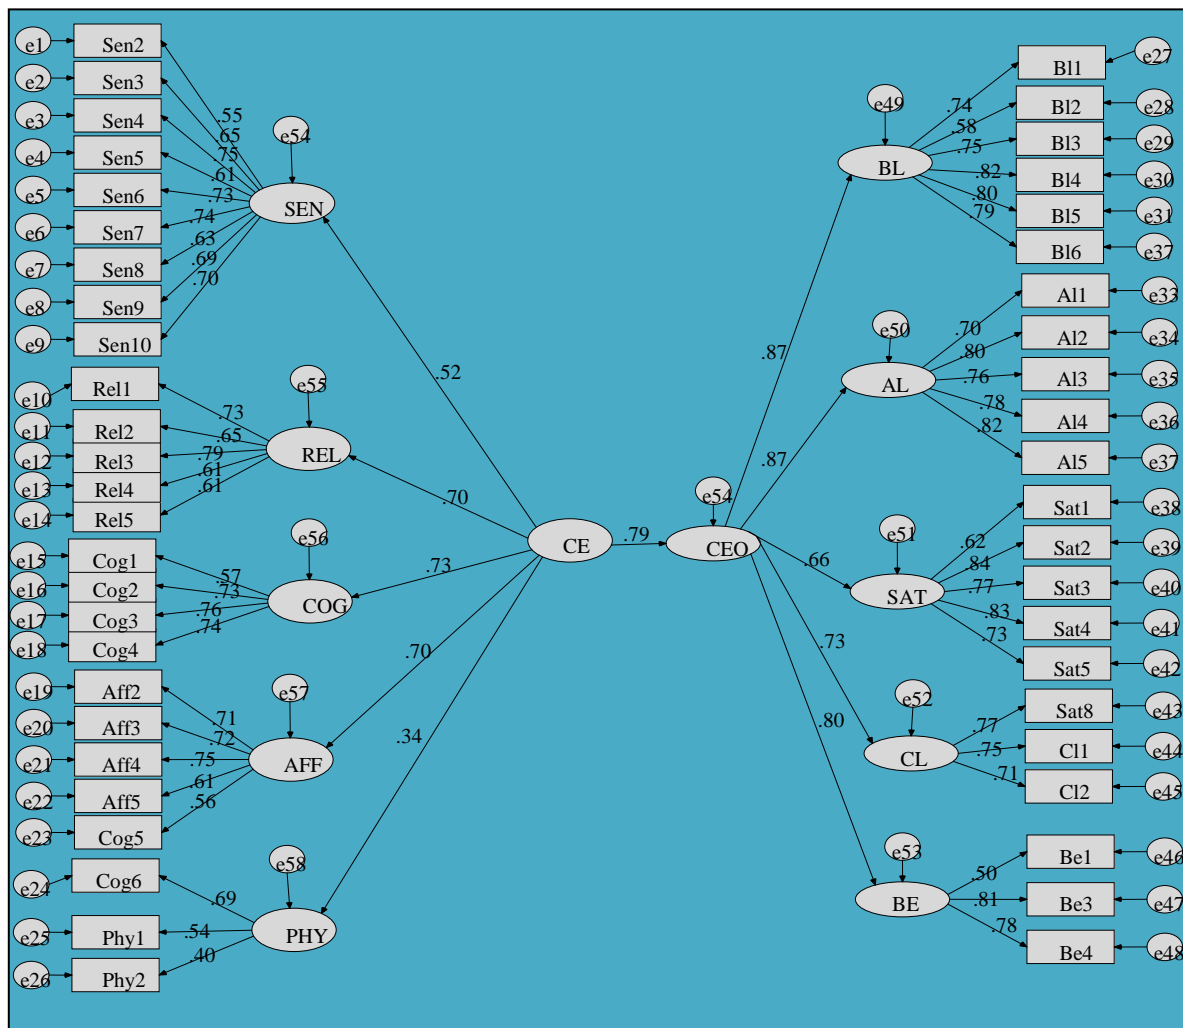 e1 Sen2
e2 Sen3
e3 Sen4
e4 Sen5
e5 Sen6
e6 Sen7
e7 Sen8
e8 Sen9
e9 Sen10
.55
.65
.75
.61
.73
.74
.63
.69
.70
e54
SEN
e10 Rel1
e11 Rel2
e12 Rel3
e13 Rel4
e14 Rel5
.73
.65
.79
.61
.61
e55
REL
e15 Cog1
e16 Cog2
e17 Cog3
e18 Cog4
.57
.73
.76
.74
e56
COG
e19 Aff2
e20 Aff3
e21 Aff4
e22 Aff5
e23 Cog5
.71
.72
.75
.61
.56
e57
AFF
e24 Cog6
e25 Phy1
e26 Phy2
.69
.54
.40
e58
PHY
.52
.70
.73
.70
.34
CE
.79
e54
CEO
.87
.87
.66
.73
.80
e49
BL
.74
.58
.75
.82
.80
.79
Bl1 e27
Bl2 e28
Bl3 e29
Bl4 e30
Bl5 e31
Bl6 e37
e50
AL
.70
.80
.76
.78
.82
Al1 e33
Al2 e34
Al3 e35
Al4 e36
Al5 e37
e51
SAT
.62
.84
.77
.83
.73
Sat1 e38
Sat2 e39
Sat3 e40
Sat4 e41
Sat5 e42
e52
CL
.77
.75
.71
Sat8 e43
Cl1 e44
Cl2 e45
e53
BE
.50
.81
.78
Be1 e46
Be3 e47
Be4 e48